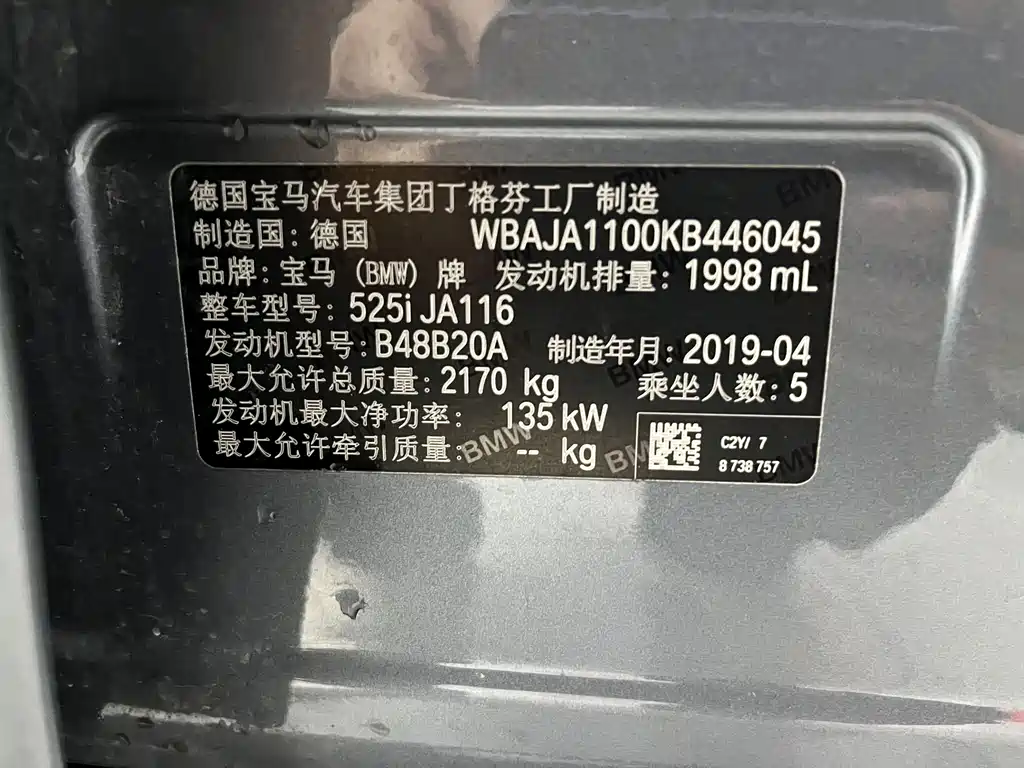 德国宝马汽车集团丁格芬工厂制造
制造国: 德国 WBAJA1100KB446045
品牌: 宝马 (BMW) 牌 发动机排量: 1998 mL
整车型号: 525i JA116
发动机型号: B48B20A 制造年月: 2019-04
最大允许总质量: 2170 kg 乘坐人数: 5
发动机最大净功率: 135 kW
最大允许牵引质量: -- kg
C2Y/ 7
8 738 757
BMW